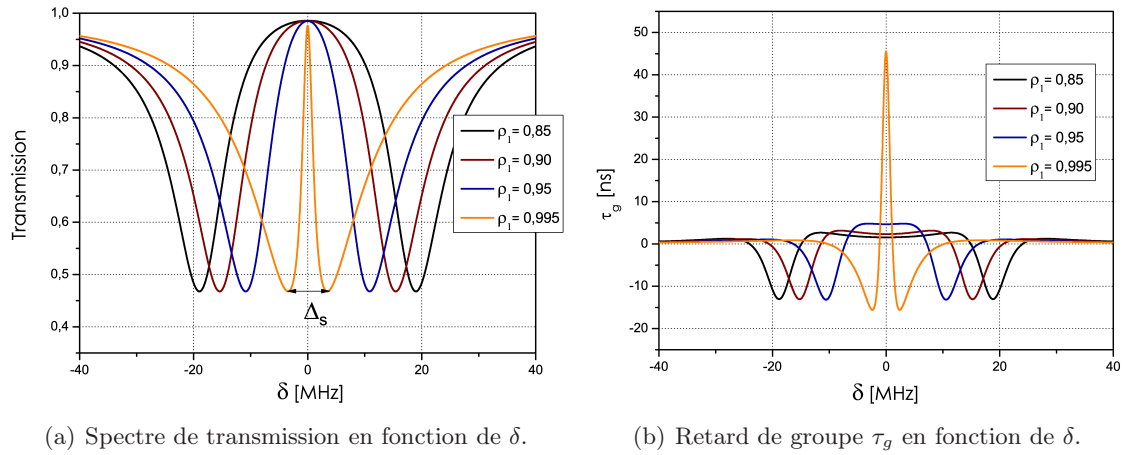 1,0
0,9
0,8
0,7
0,6
0,5
0,4
Transmission
-40
-20
0
20
40
δ [MHz]
Δs
ρ1= 0,85
ρ1= 0,90
ρ1= 0,95
ρ1= 0,995
(a) Spectre de transmission en fonction de δ.
50
40
30
20
10
0
-10
-20
τg [ns]
-40
-20
0
20
40
δ [MHz]
ρ1= 0,85
ρ1= 0,90
ρ1= 0,95
ρ1= 0,995
(b) Retard de groupe τg en fonction de δ.